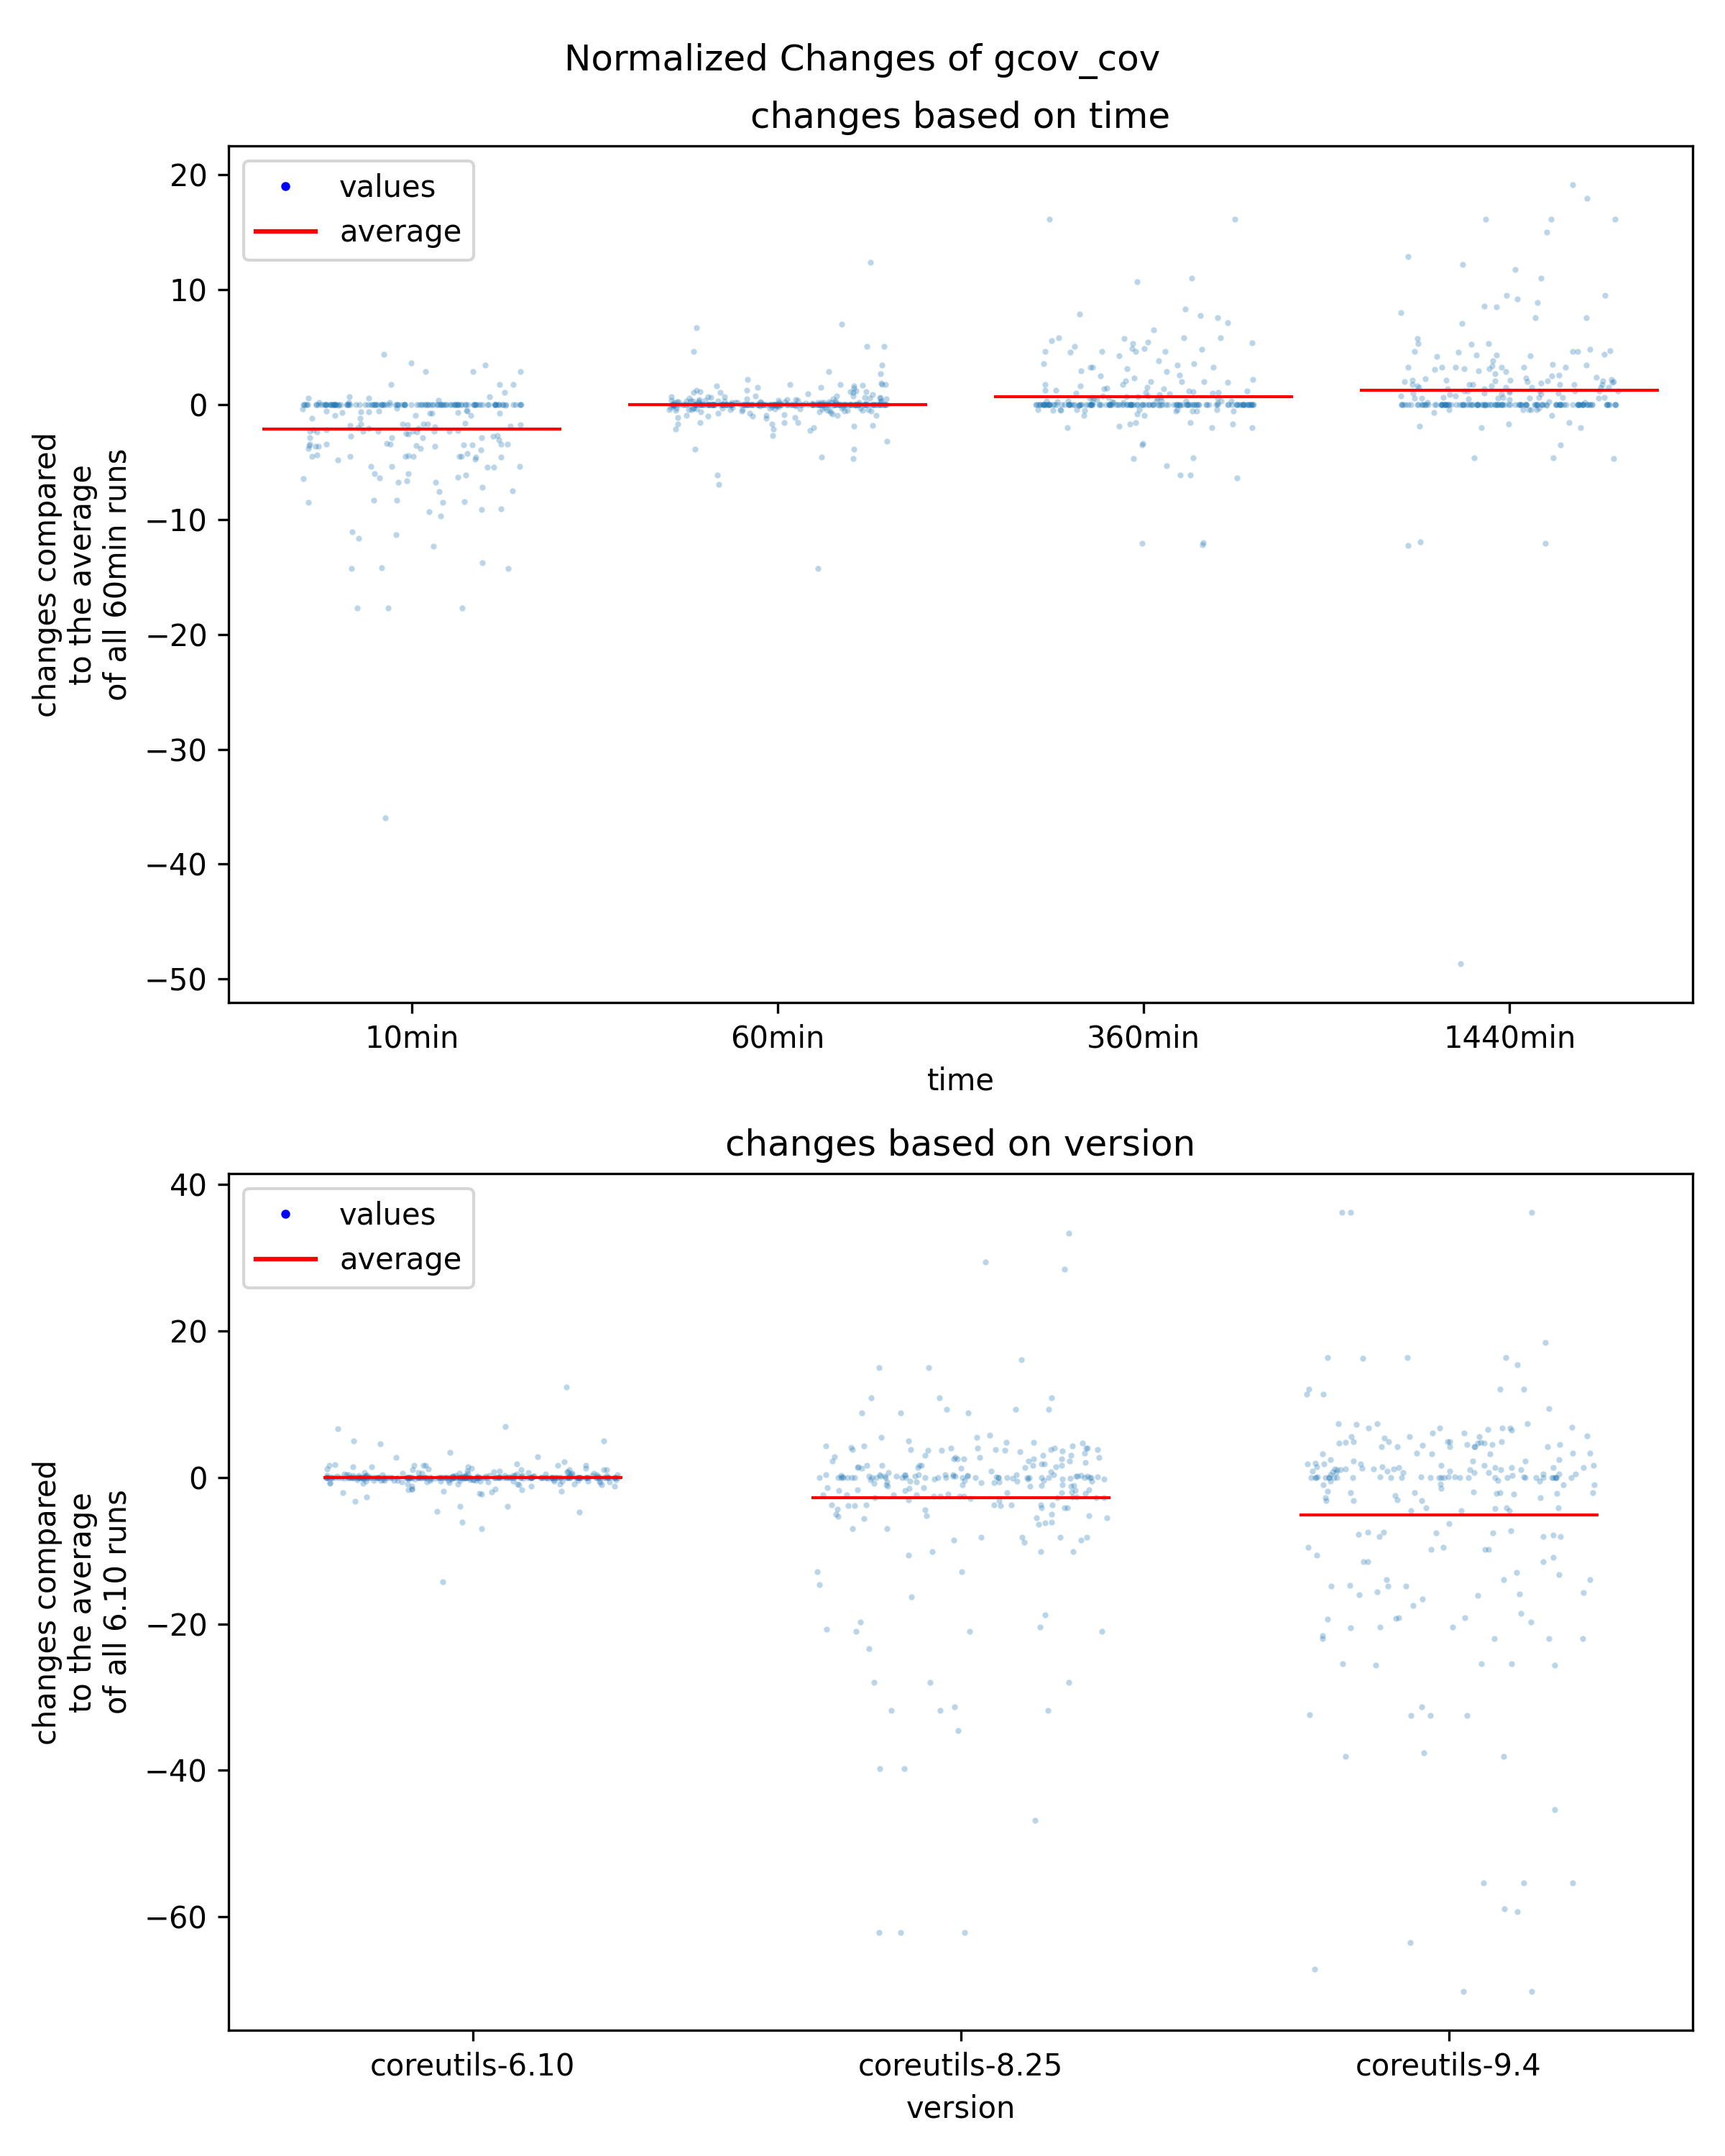 Normalized Changes of gcov_cov
changes based on time
values
average
20
10
0
−10
−20
−30
−40
−50
changes compared
to the average
of all 60min runs
10min
60min
360min
1440min
time
changes based on version
values
average
40
20
0
−20
−40
−60
changes compared
to the average
of all 6.10 runs
coreutils-6.10
coreutils-8.25
coreutils-9.4
version